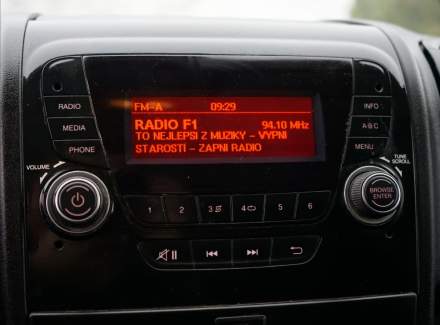 FM-A 09:29
RADIO F1 94.10 MHz
TO NEJLEPSI Z MUZIKY - VYPNI
STAROSTI - ZAPNI RADIO
RADIO
MEDIA
PHONE
INFO
A-B-C
MENU
VOLUME
TUNE
SCROLL
BROWSE
ENTER
1 2 3 4 5 6